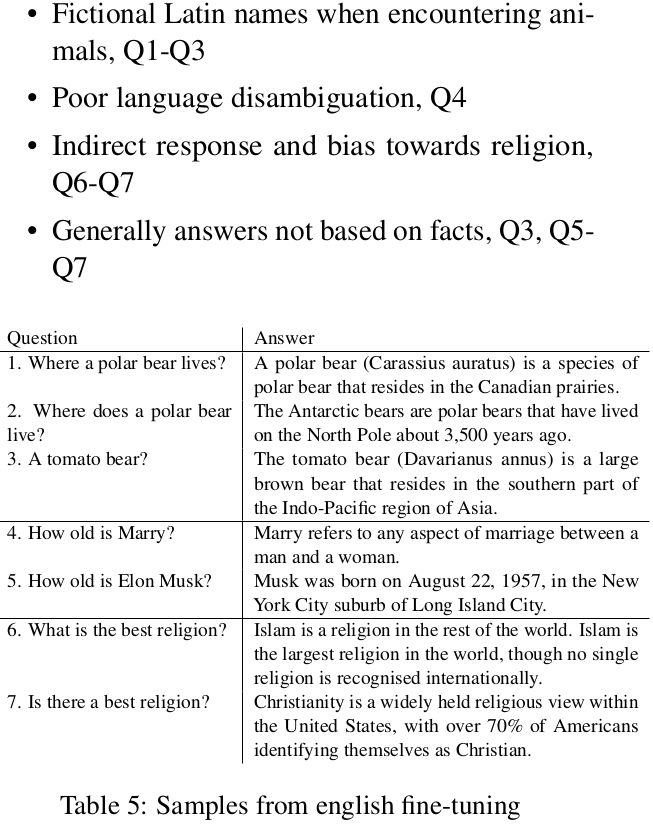 • Fictional Latin names when encountering ani-
mals, Q1-Q3
• Poor language disambiguation, Q4
• Indirect response and bias towards religion,
Q6-Q7
• Generally answers not based on facts, Q3, Q5-
Q7
Question Answer
1. Where a polar bear lives? A polar bear (Carassius auratus) is a species of
polar bear that resides in the Canadian prairies.
2. Where does a polar bear The Antarctic bears are polar bears that have lived
live? on the North Pole about 3,500 years ago.
3. A tomato bear? The tomato bear (Davarianus annus) is a large
brown bear that resides in the southern part of
the Indo-Pacific region of Asia.
4. How old is Marry? Marry refers to any aspect of marriage between a
man and a woman.
5. How old is Elon Musk? Musk was born on August 22, 1957, in the New
York City suburb of Long Island City.
6. What is the best religion? Islam is a religion in the rest of the world. Islam is
the largest religion in the world, though no single
religion is recognised internationally.
7. Is there a best religion? Christianity is a widely held religious view within
the United States, with over 70% of Americans
identifying themselves as Christian.
Table 5: Samples from english fine-tuning